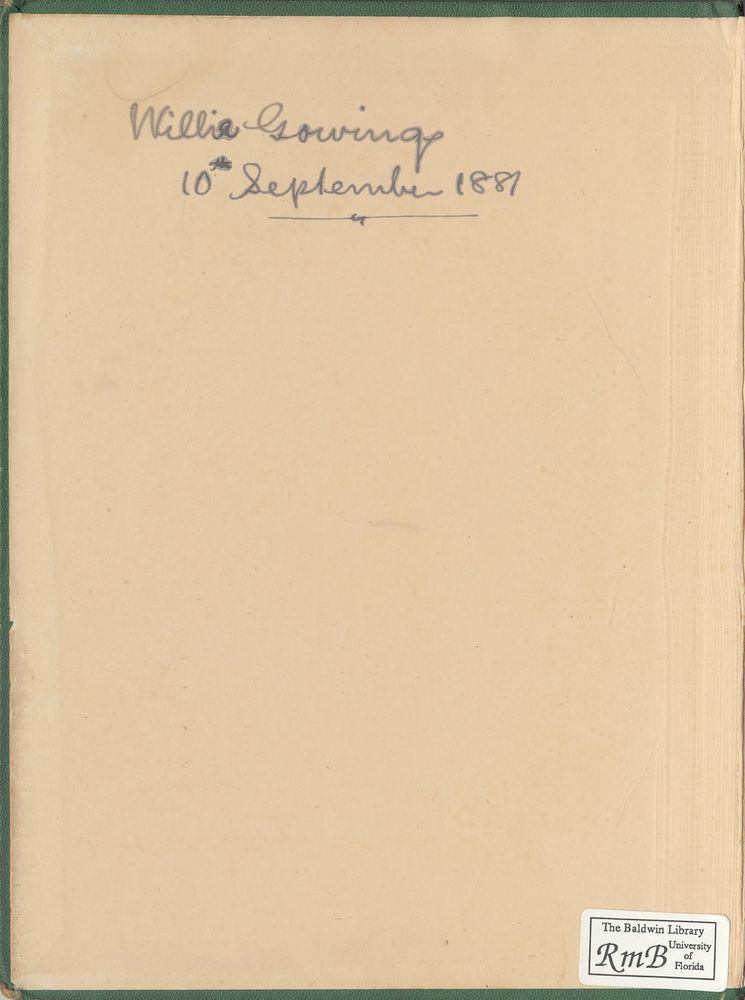 Willie Gowing
10th September 1881
The Baldwin Library
RmB University
of
Florida